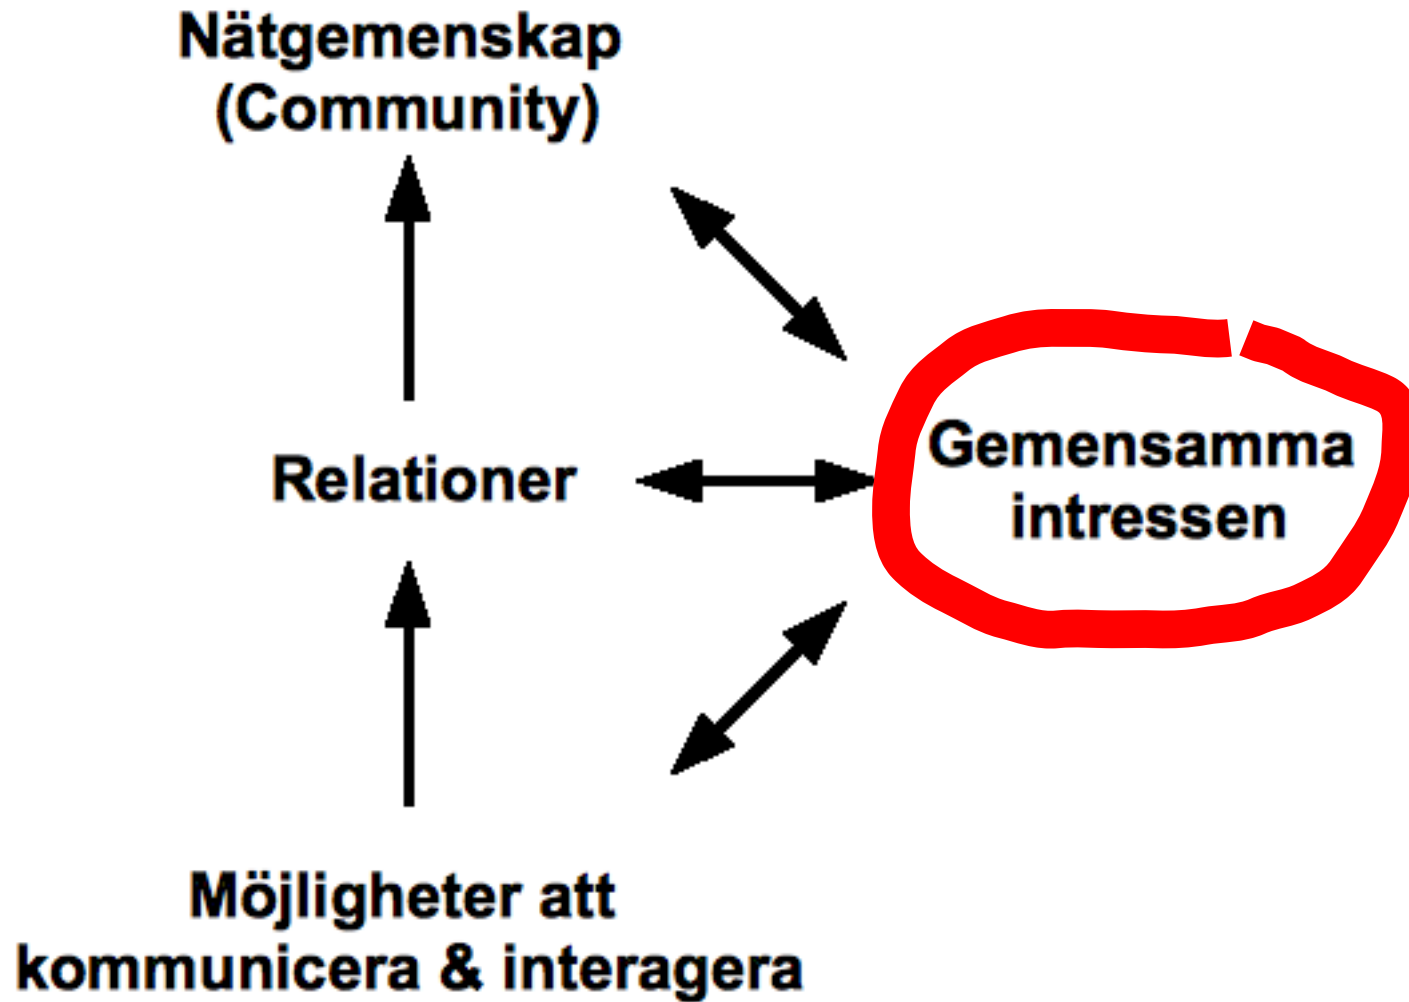 Nätgemenskap
(Community)
Relationer
Gemensamma
intressen
Möjligheter att
kommunicera & interagera